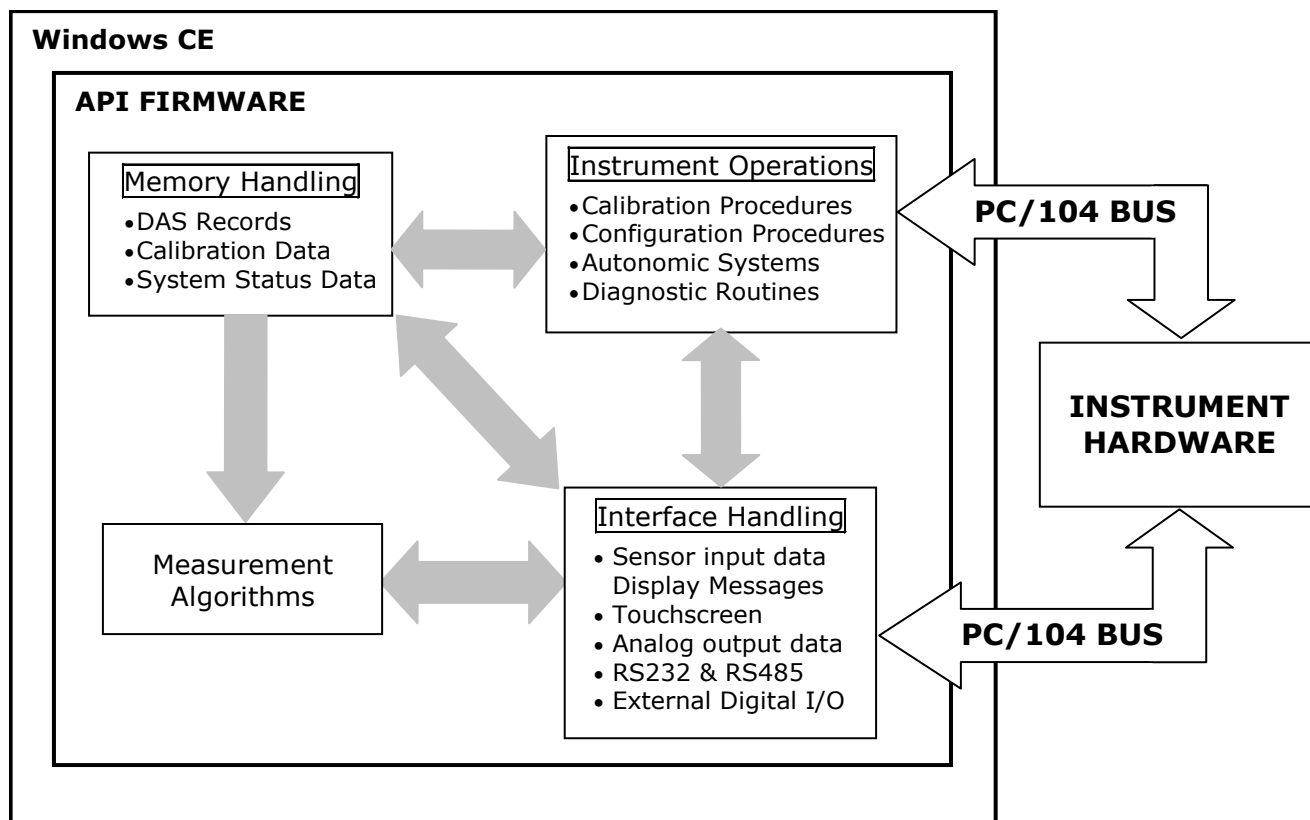 Windows CE
API FIRMWARE
Memory Handling
•DAS Records
•Calibration Data
•System Status Data
Instrument Operations
•Calibration Procedures
•Configuration Procedures
•Autonomic Systems
•Diagnostic Routines
PC/104 BUS
INSTRUMENT
HARDWARE
Measurement
Algorithms
Interface Handling
• Sensor input data
Display Messages
• Touchscreen
• Analog output data
• RS232 & RS485
• External Digital I/O
PC/104 BUS